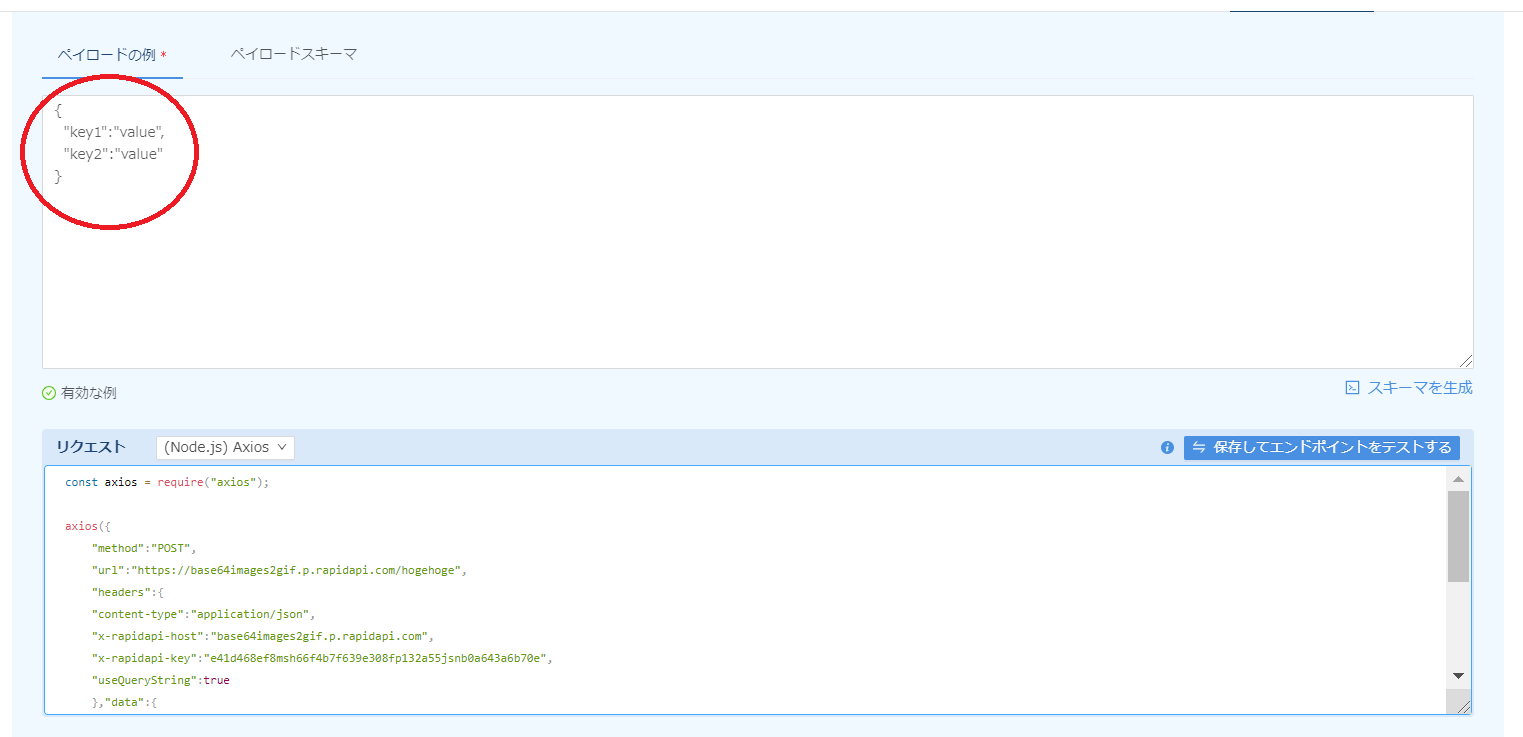 ペイロードの例 *
ペイロードスキーマ
{
"key1":"value",
"key2":"value"
}
有効な例
スキーマを生成
リクエスト
(Node.js) Axios
保存してエンドポイントをテストする
const axios = require("axios");
axios({
"method":"POST",
"url":"https://base64images2gif.p.rapidapi.com/hogehoge",
"headers":{
"content-type":"application/json",
"x-rapidapi-host":"base64images2gif.p.rapidapi.com",
"x-rapidapi-key":"e41d468ef8msh66f4b7f639e308fp132a55jsnb0a643a6b70e",
"useQueryString":true
},"data":{